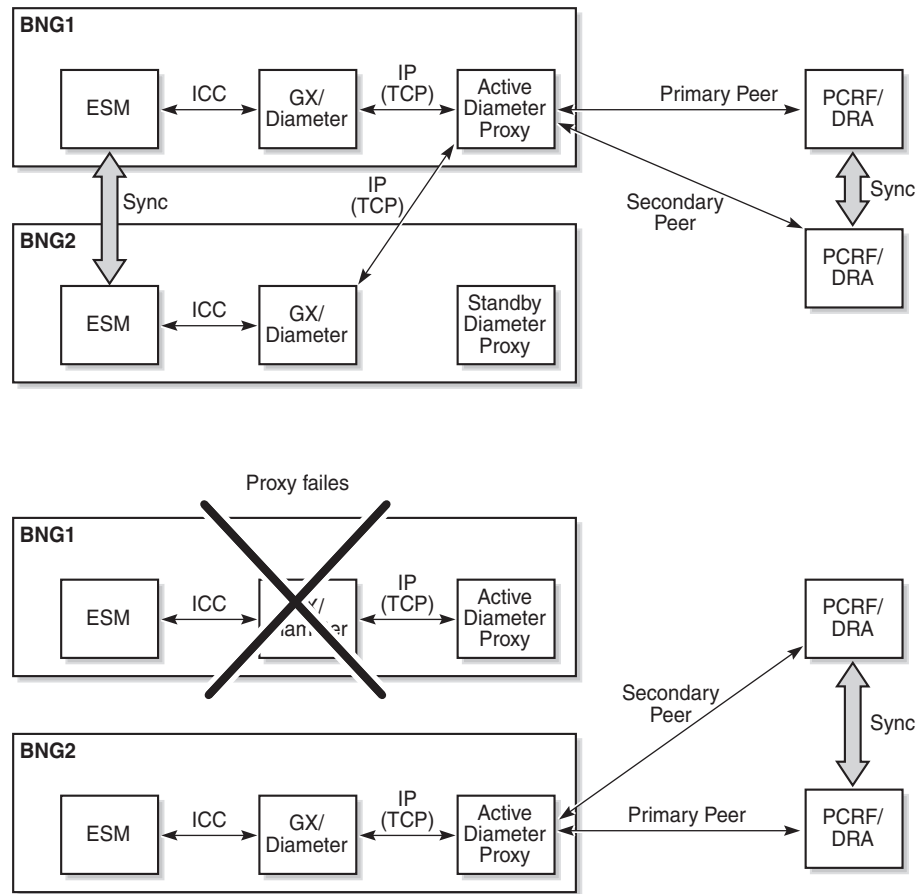 BNG1
ESM
ICC
GX/
Diameter
IP
(TCP)
Active
Diameter
Proxy
Primary Peer
PCRF/
DRA
Sync
IP
(TCP)
Secondary
Peer
Sync
BNG2
ESM
ICC
GX/
Diameter
Standby
Diameter
Proxy
PCRF/
DRA
Proxy failes
BNG1
ESM
ICC
IP
(TCP)
Active
Diameter
Proxy
PCRF/
DRA
Secondary
Peer
Sync
BNG2
ESM
ICC
GX/
Diameter
IP
(TCP)
Active
Diameter
Proxy
Primary Peer
PCRF/
DRA